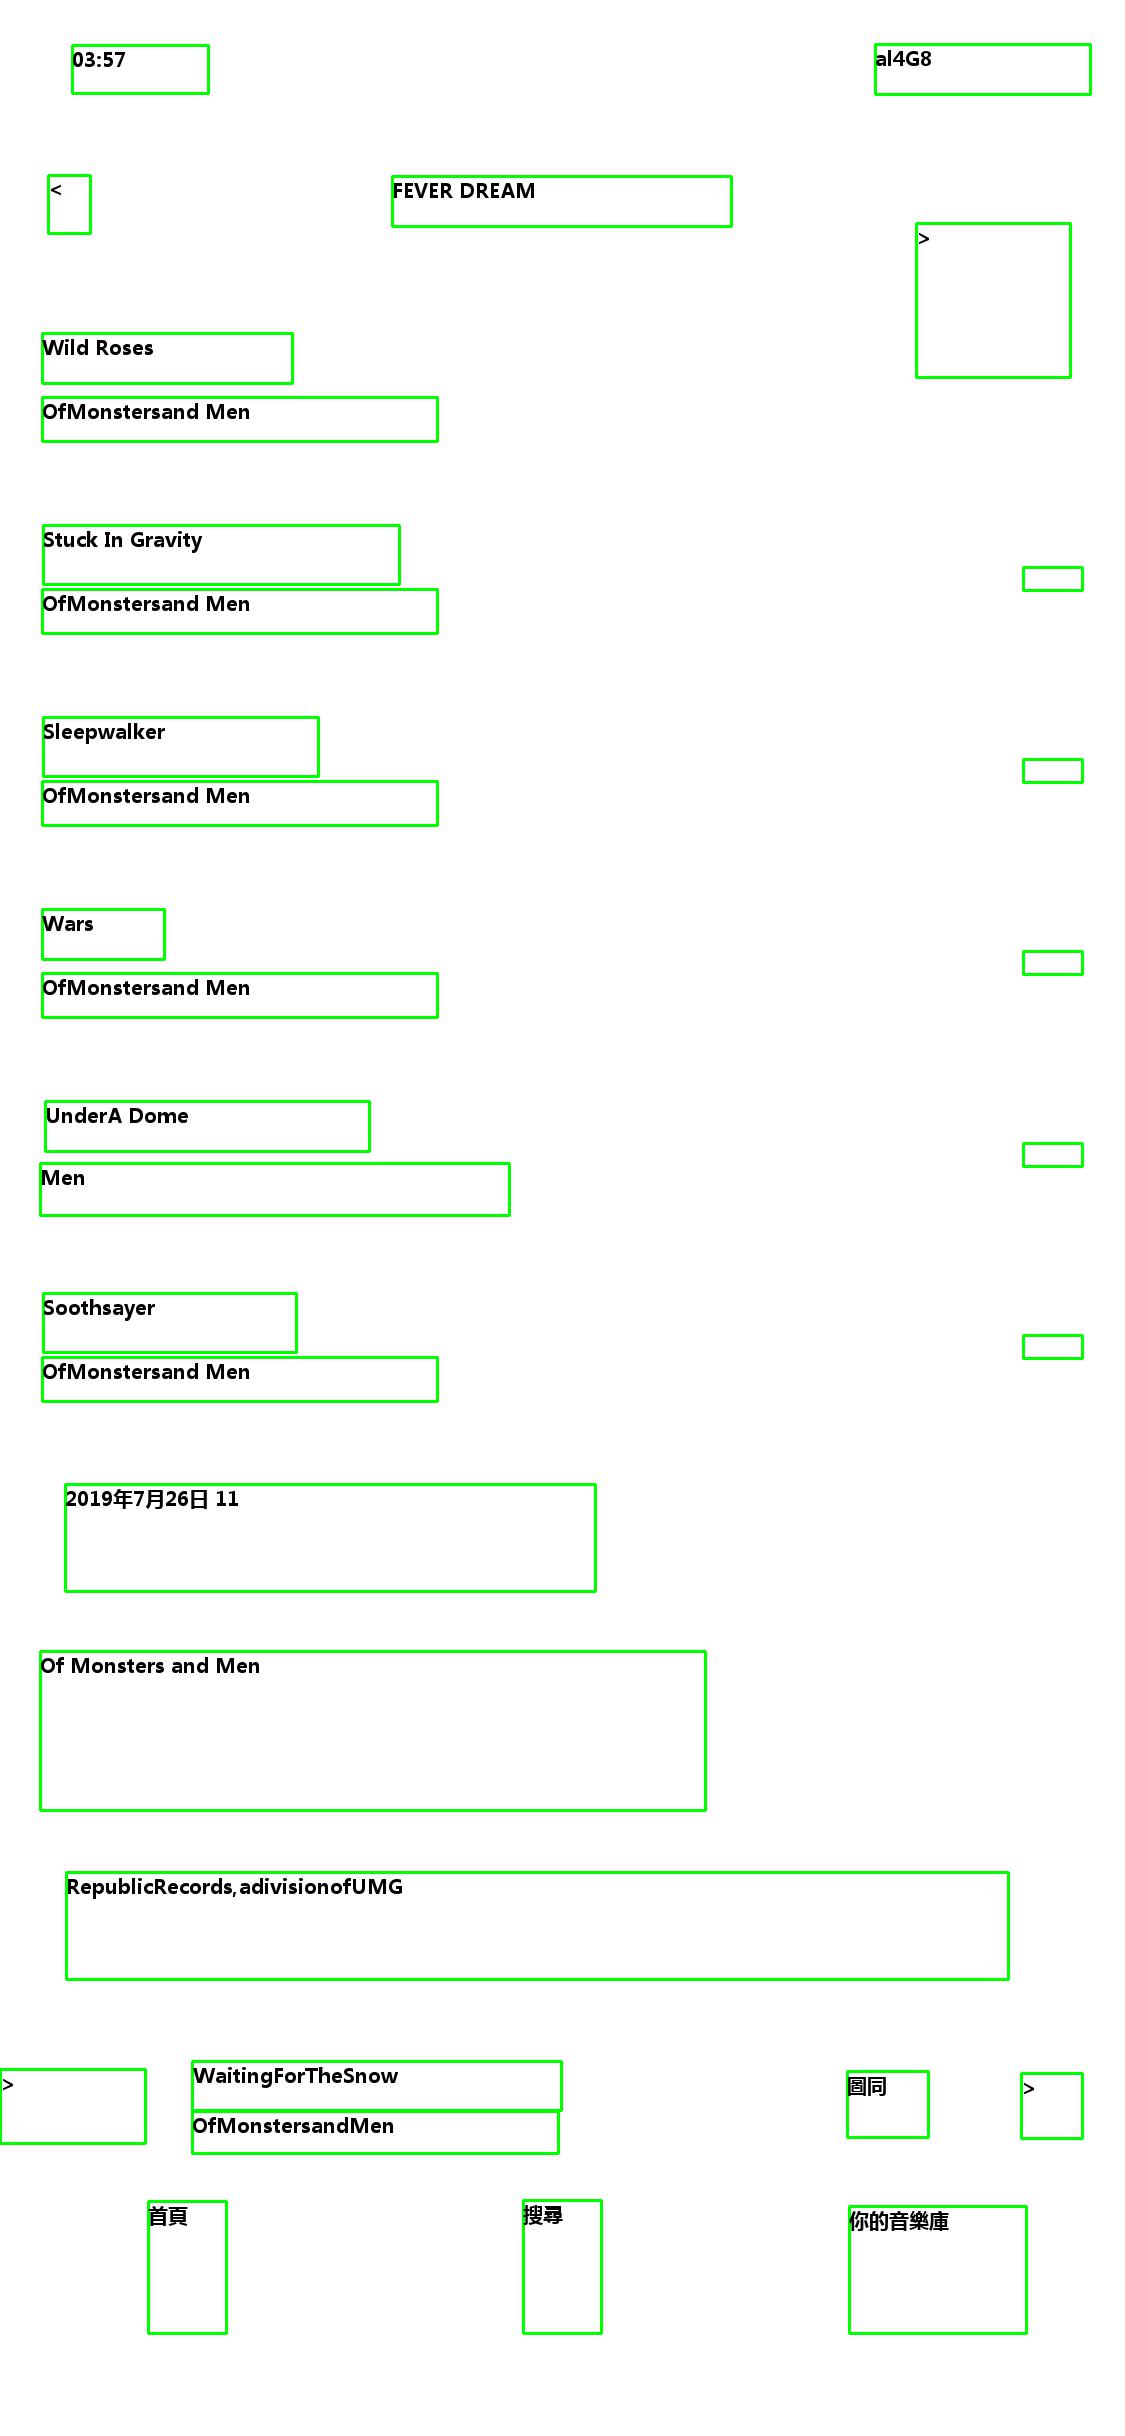 03:57
al4G8
<
FEVER DREAM
>
Wild Roses
OfMonstersand Men
Stuck In Gravity
OfMonstersand Men
Sleepwalker
OfMonstersand Men
Wars
OfMonstersand Men
UnderA Dome
Men
Soothsayer
OfMonstersand Men
2019年7月26日 11
Of Monsters and Men
RepublicRecords,adivisionofUMG
>
WaitingForTheSnow
OfMonstersandMen
圖同
>
首頁
搜尋
你的音樂庫